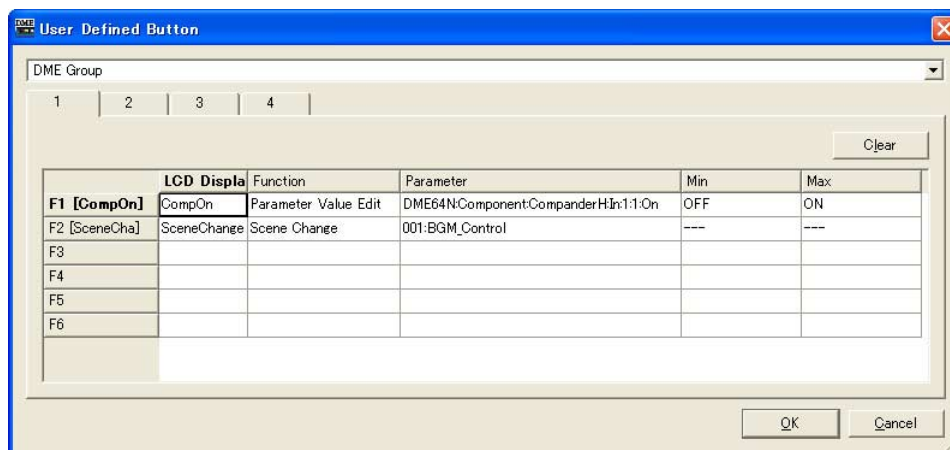 DME User Defined Button
DME Group
1 2 3 4
Clear
LCD Displa Function Parameter Min Max
F1 [CompOn] CompOn Parameter Value Edit DME64N:Component:CompanderH:In:1:1:On OFF ON
F2 [SceneCha] SceneChange Scene Change 001:BGM_Control --- ---
F3
F4
F5
F6
OK Cancel